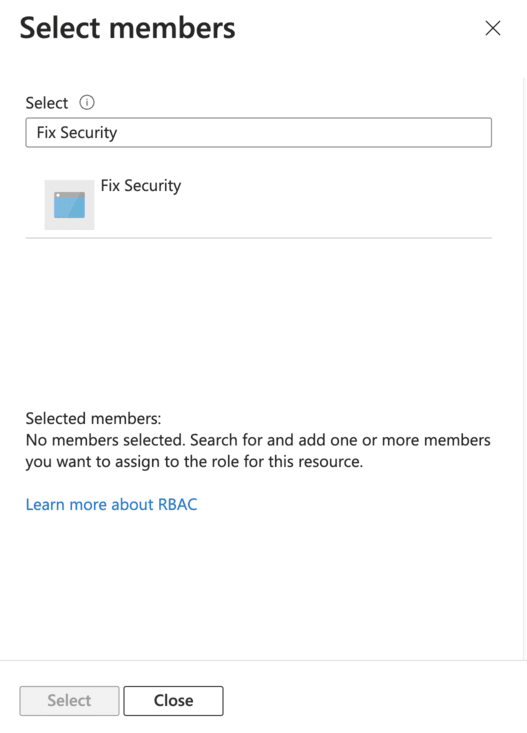 Select members
Select
Fix Security
Fix Security
Selected members:
No members selected. Search for and add one or more members
you want to assign to the role for this resource.
Learn more about RBAC
Select
Close